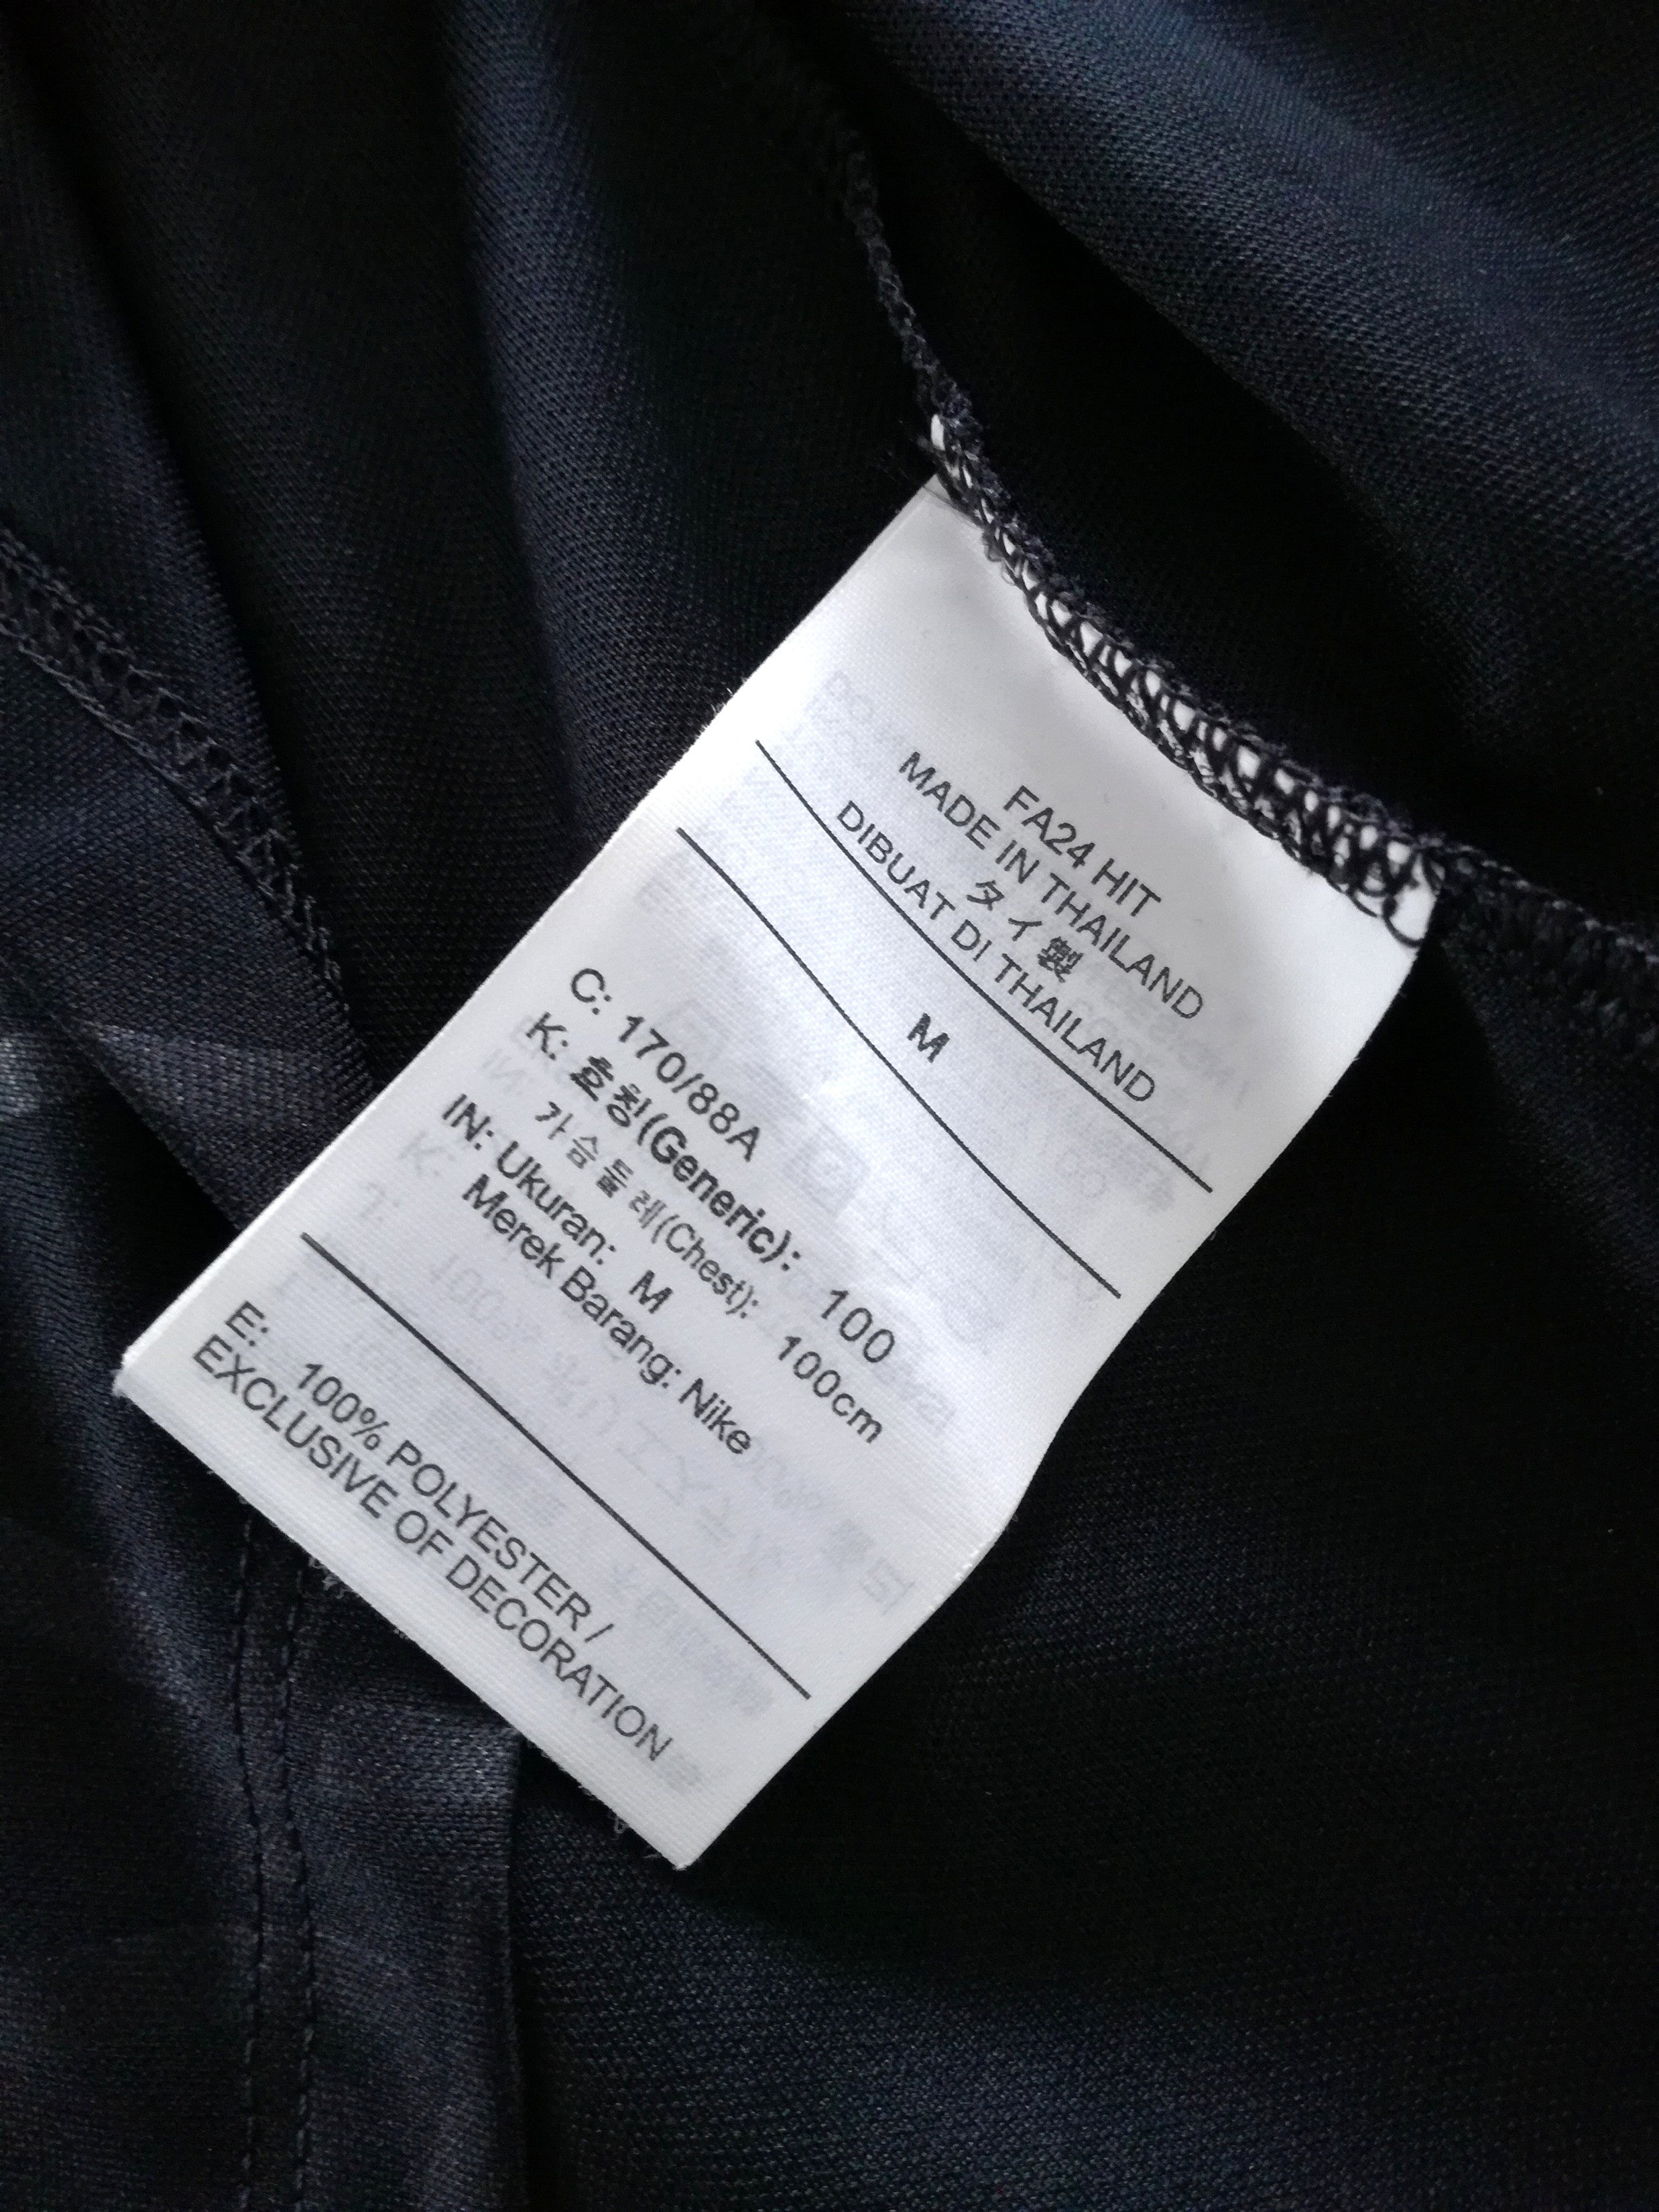 FA24 HIT
MADE IN THAILAND
タイ製
DIBUAT DI THAILAND
M
C: 170/88A
K: 호칭(Generic): 100
가슴둘레(Chest): 100cm
IN: Ukuran: M
Merek Barang: Nike
E: 100% POLYESTER /
EXCLUSIVE OF DECORATION